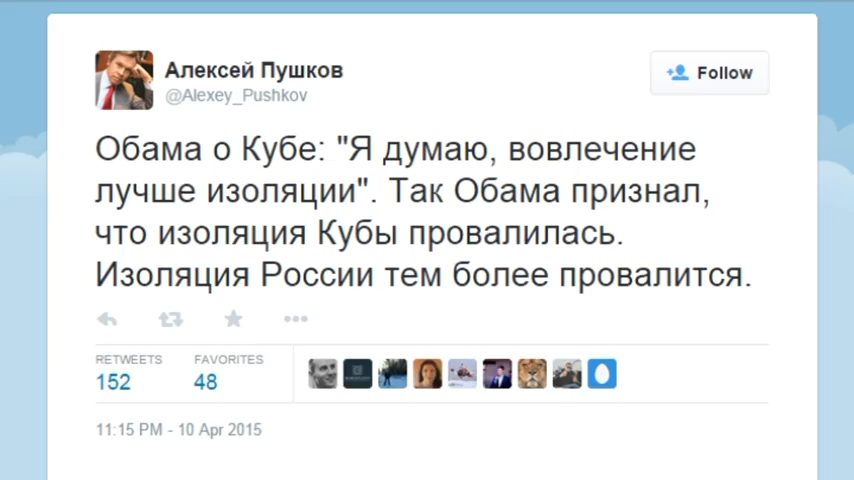 Алексей Пушков
@Alexey_Pushkov
Follow
Обама о Кубе: "Я думаю, вовлечение
лучше изоляции". Так Обама признал,
что изоляция Кубы провалилась.
Изоляция России тем более провалится.
RETWEETS
152
FAVORITES
48
11:15 PM - 10 Apr 2015